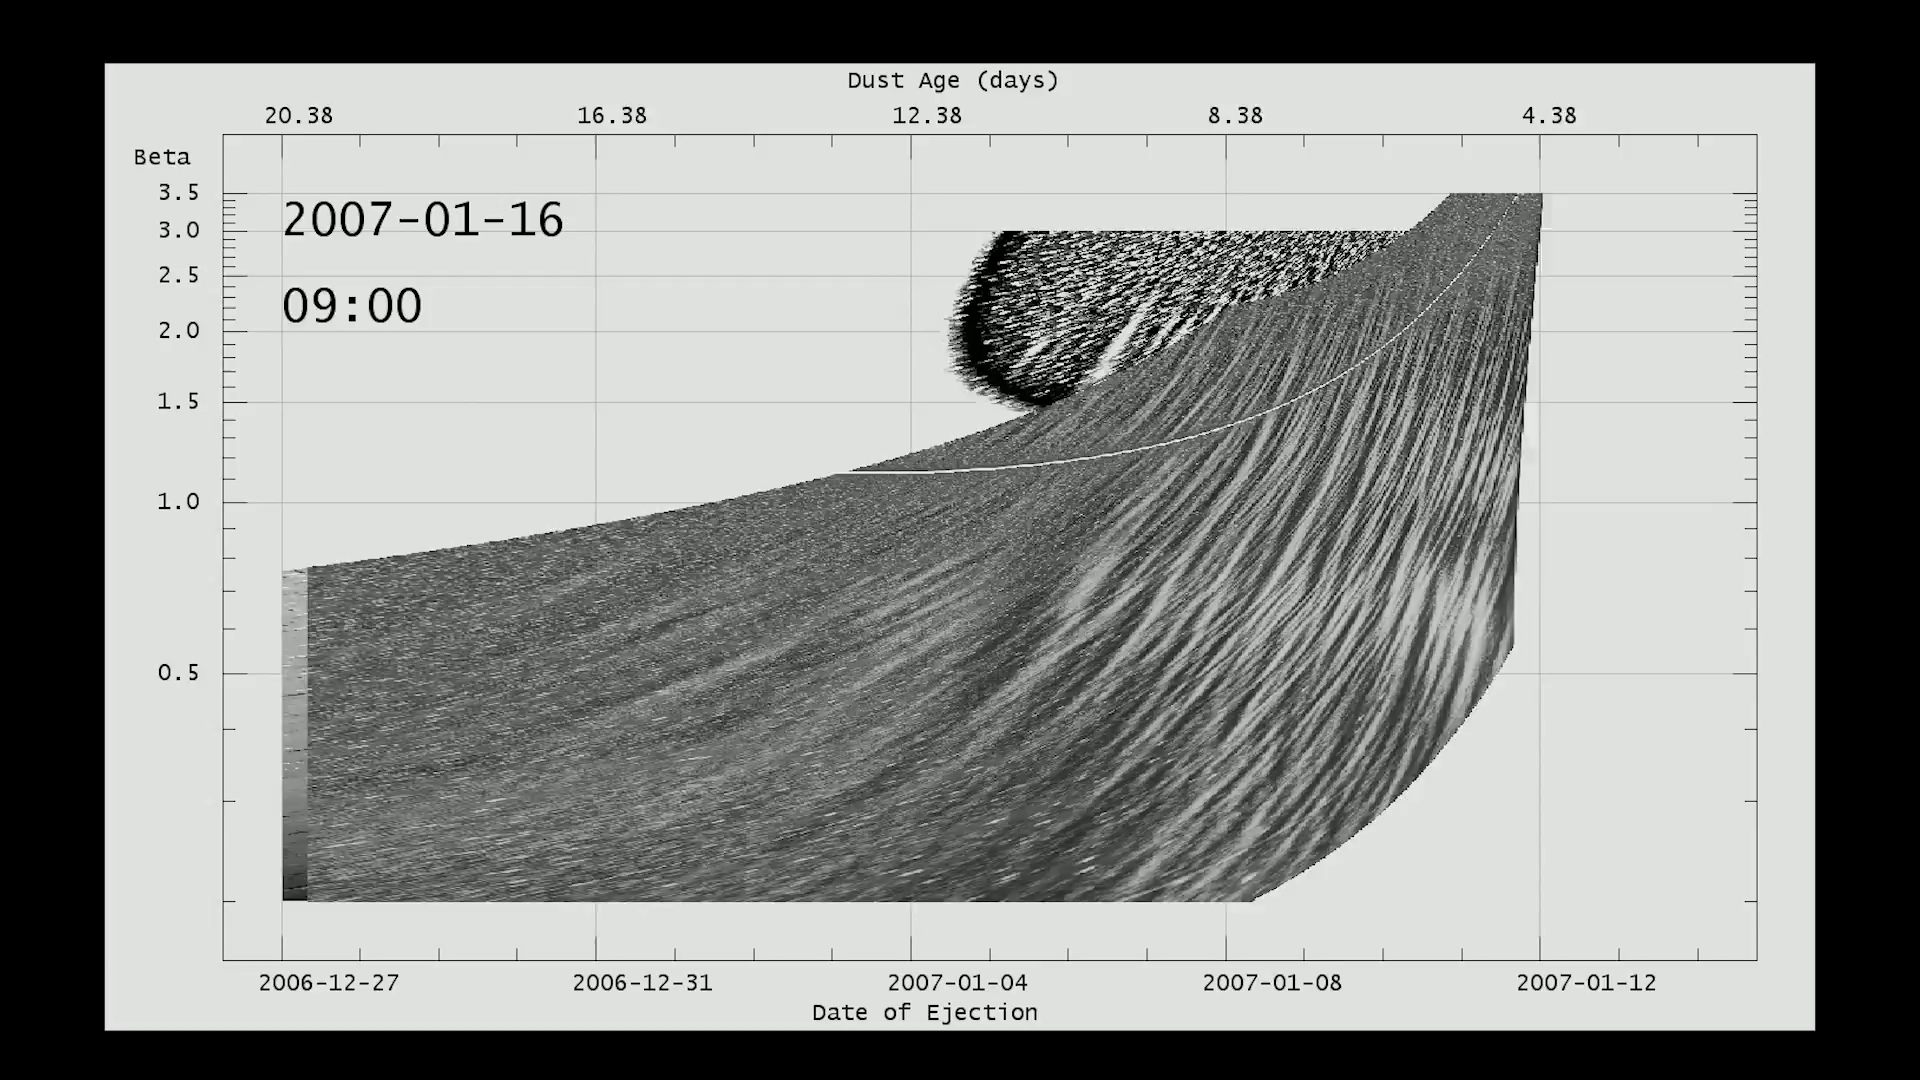 Dust Age (days)
20.38 16.38 12.38 8.38 4.38
Beta
3.5
2007-01-16
3.0
2.5
09:00
2.0
1.5
1.0
0.5
2006-12-27 2006-12-31 2007-01-04 2007-01-08 2007-01-12
Date of Ejection